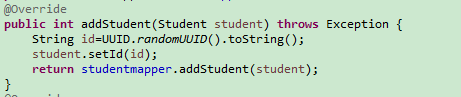 @Override
public int addStudent(Student student) throws Exception {
    String id=UUID.randomUUID().toString();
    student.setId(id);
    return studentmapper.addStudent(student);
}